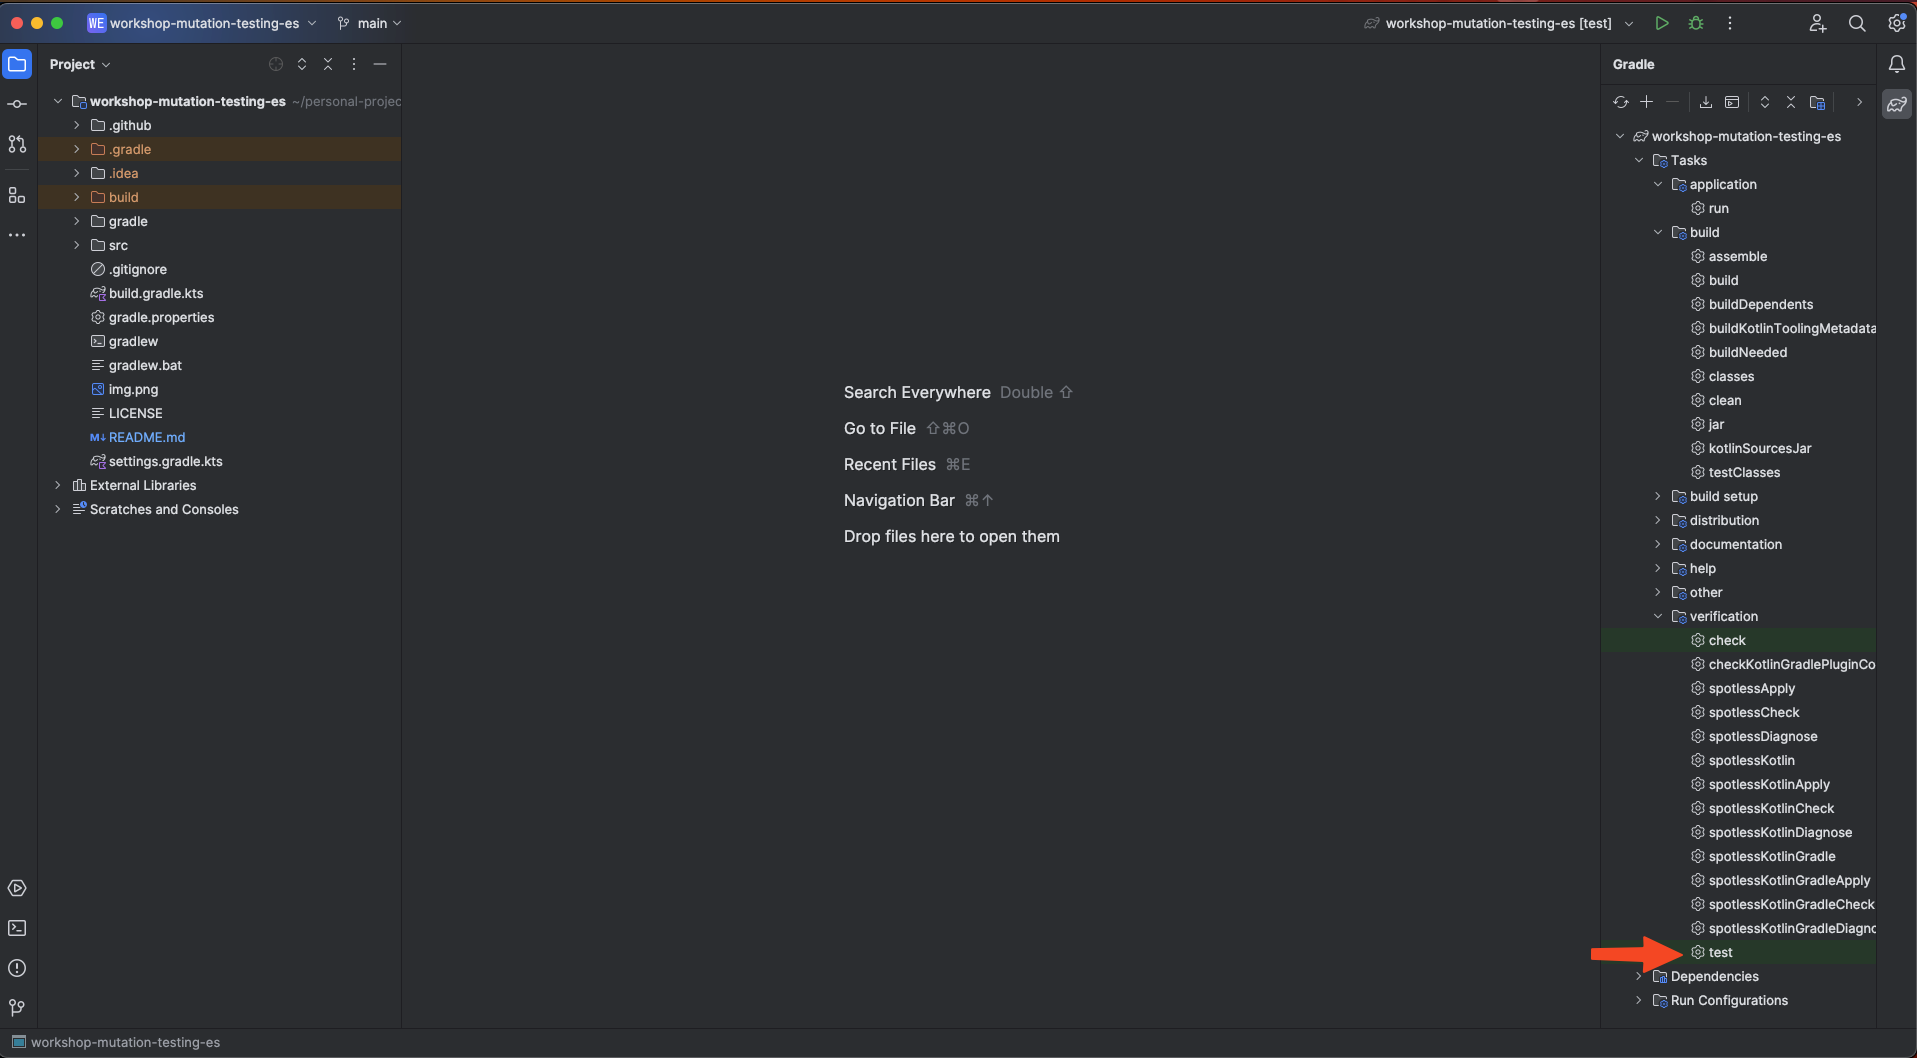 WE workshop-mutation-testing-es
main
workshop-mutation-testing-es [test]
Project
workshop-mutation-testing-es ~/personal-projec
.github
.gradle
.idea
build
gradle
src
.gitignore
build.gradle.kts
gradle.properties
gradlew
gradlew.bat
img.png
LICENSE
M↓ README.md
settings.gradle.kts
External Libraries
Scratches and Consoles
Search Everywhere Double ⇧
Go to File ⇧⌘O
Recent Files ⌘E
Navigation Bar ⌘↑
Drop files here to open them
Gradle
workshop-mutation-testing-es
Tasks
application
run
build
assemble
build
buildDependents
buildKotlinToolingMetadata
buildNeeded
classes
clean
jar
kotlinSourcesJar
testClasses
build setup
distribution
documentation
help
other
verification
check
checkKotlinGradlePluginCo
spotlessApply
spotlessCheck
spotlessDiagnose
spotlessKotlin
spotlessKotlinApply
spotlessKotlinCheck
spotlessKotlinDiagnose
spotlessKotlinGradle
spotlessKotlinGradleApply
spotlessKotlinGradleCheck
spotlessKotlinGradleDiagno
test
Dependencies
Run Configurations
workshop-mutation-testing-es